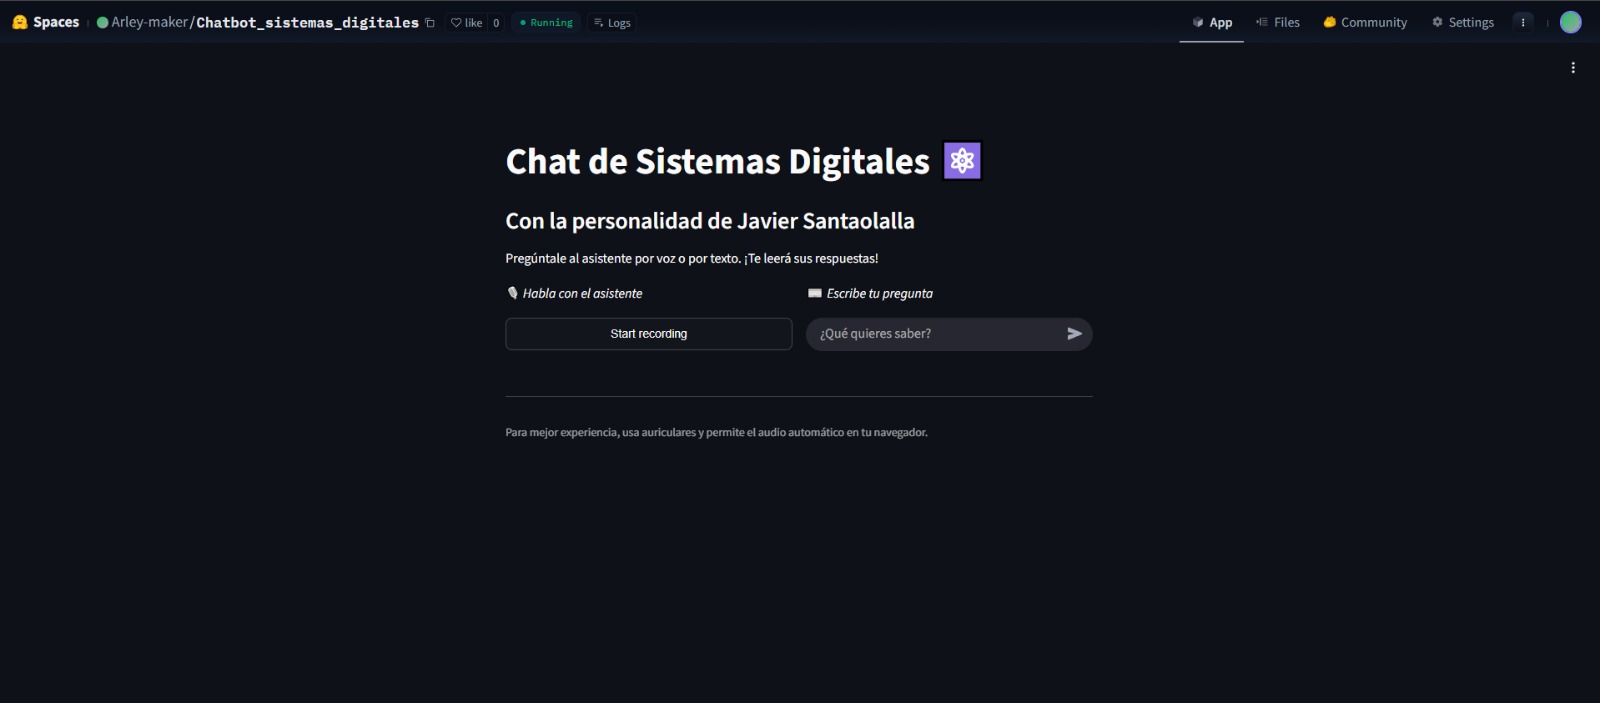 Spaces Arley-maker/Chatbot_sistemas_digitales like 0 Running Logs App Files Community Settings
Chat de Sistemas Digitales
Con la personalidad de Javier Santaolalla
Pregúntale al asistente por voz o por texto. ¡Te leerá sus respuestas!
Habla con el asistente
Escribe tu pregunta
Start recording
¿Qué quieres saber?
Para mejor experiencia, usa auriculares y permite el audio automático en tu navegador.